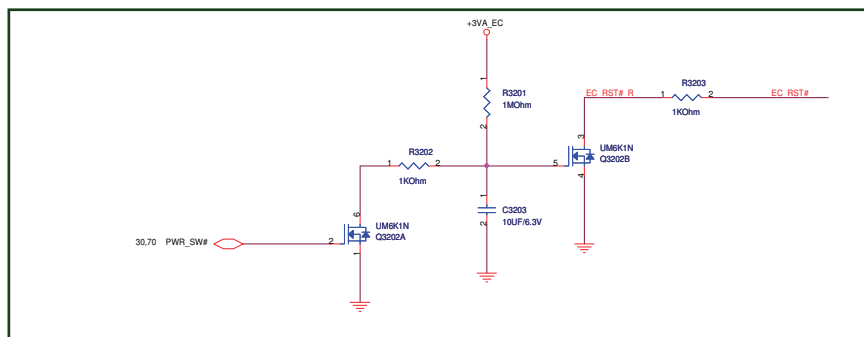 +3VA_EC
1
R3201
1MOhm
2
R3203
EC_RST#_R
1
2
EC_RST#
1KOhm
R3202
1
2
1KOhm
3
UM6K1N
5
Q3202B
4
1
C3203
10UF/6.3V
2
6
UM6K1N
Q3202A
30,70 PWR_SW#
2
1